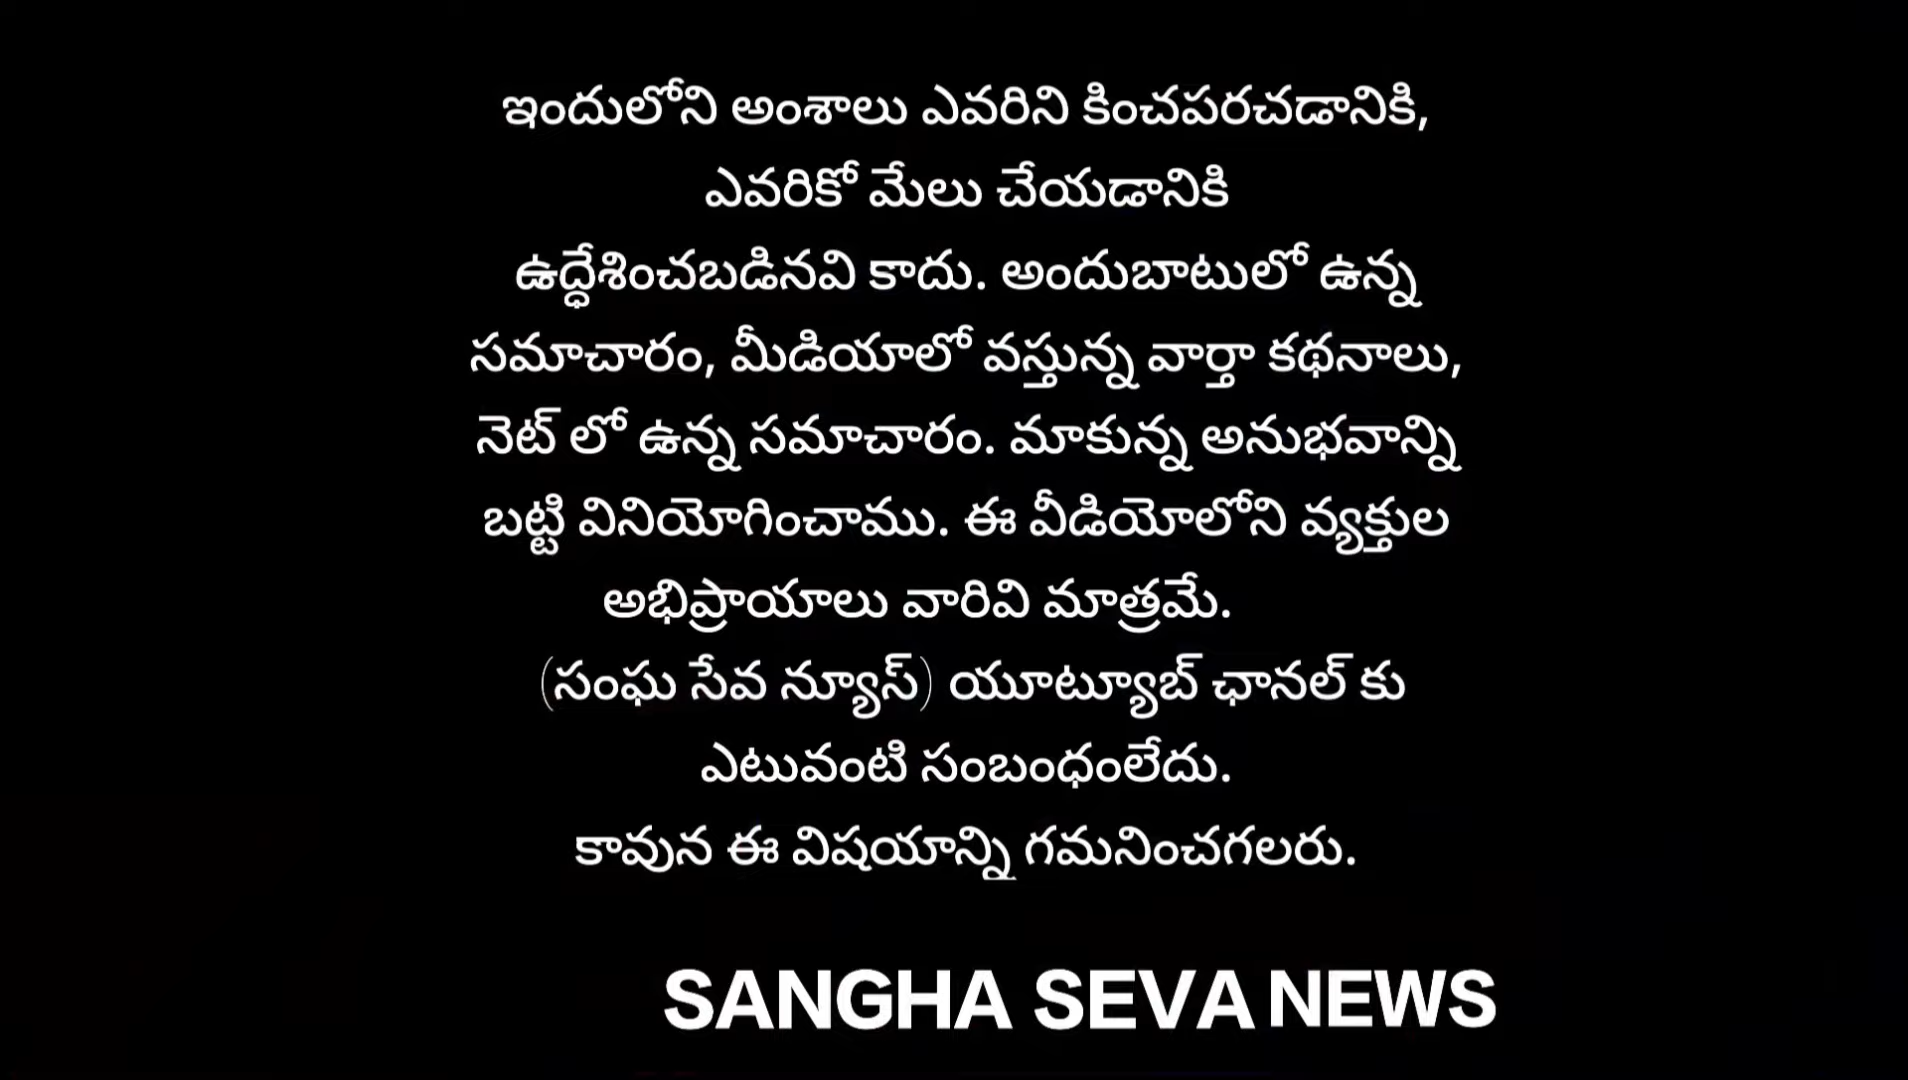 ఇందులోని అంశాలు ఎవరిని కించపరచడానికి,
ఎవరికో మేలు చేయడానికి
ఉద్ధేశించబడినవి కాదు. అందుబాటులో ఉన్న
సమాచారం, మీడియాలో వస్తున్న వార్తా కథనాలు,
నెట్ లో ఉన్న సమాచారం. మాకున్న అనుభవాన్ని
బట్టి వినియోగించాము. ఈ వీడియోలోని వ్యక్తుల
అభిప్రాయాలు వారివి మాత్రమే.
(సంఘ సేవ న్యూస్) యూట్యూబ్ ఛానల్ కు
ఎటువంటి సంబంధంలేదు.
కావున ఈ విషయాన్ని గమనించగలరు.
SANGHA SEVA NEWS